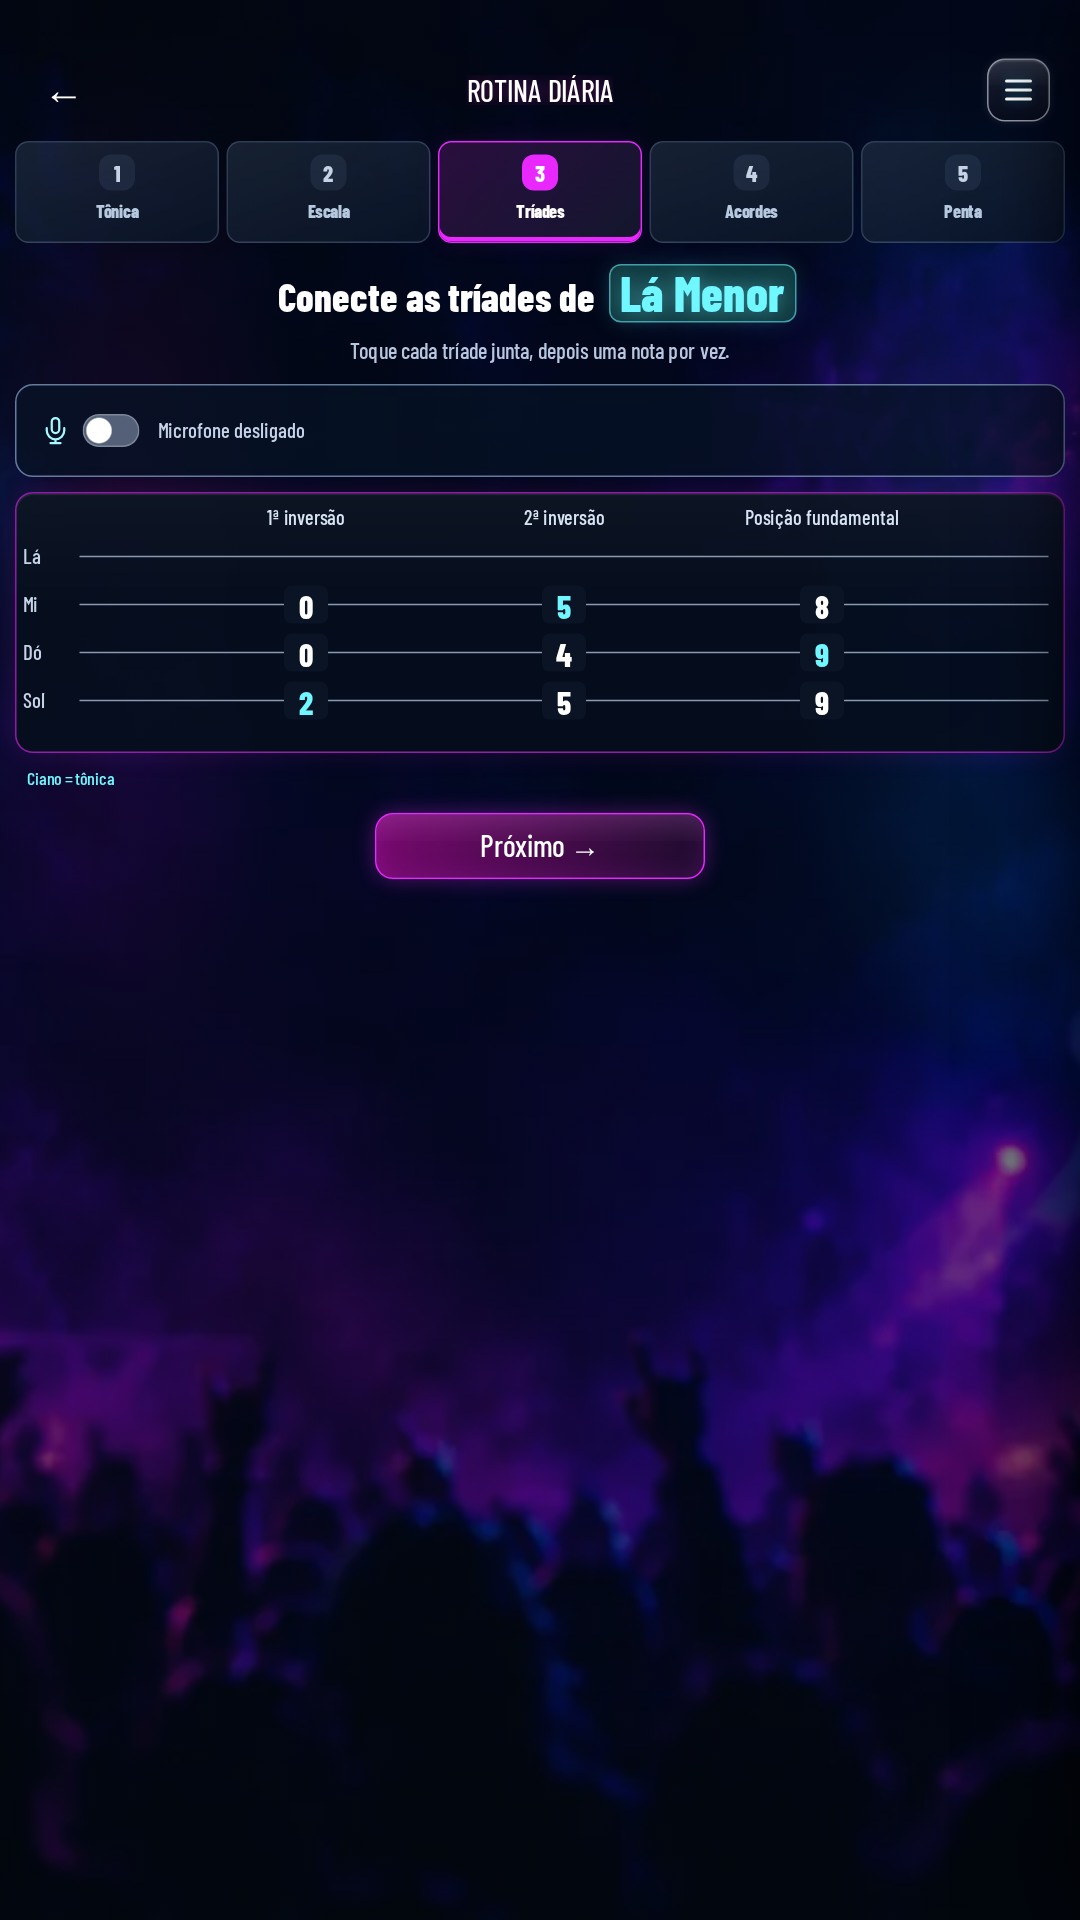 ← ROTINA DIÁRIA
1 2 3 4 5
Tônica Escala Tríades Acordes Penta
Conecte as tríades de Lá Menor
Toque cada tríade junta, depois uma nota por vez.
Microfone desligado
1ª inversão 2ª inversão Posição fundamental
Lá
Mi 0 5 8
Dó 0 4 9
Sol 2 5 9
Ciano = tônica
Próximo →